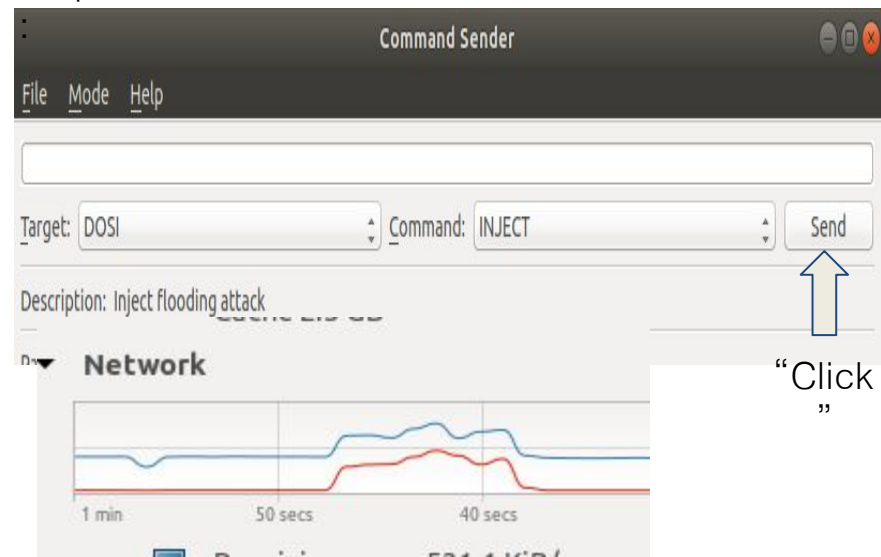 :
Command Sender
File Mode Help
Target: DOSI Command: INJECT Send
Description: Inject flooding attack
Network
“Click
”
1 min 50 secs 40 secs